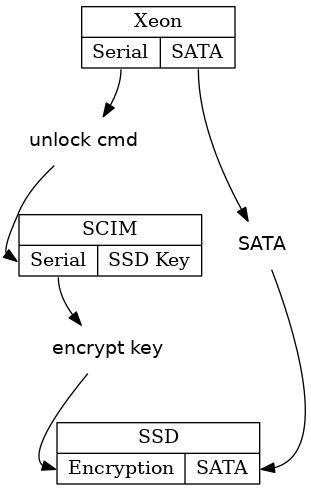 Xeon
Serial SATA
unlock cmd
SCIM
Serial SSD Key
SATA
encrypt key
SSD
Encryption SATA